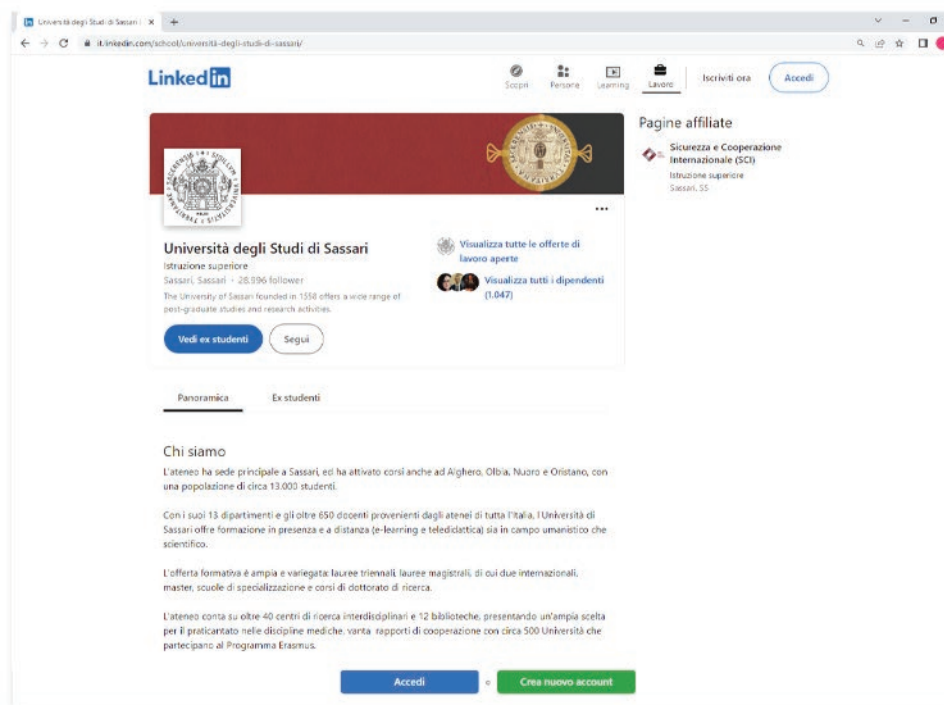 Università degli Studi di Sassari |
it.linkedin.com/school/università-degli-studi-di-sassari/
Linked in
Scopri
Persone
Learning
Lavoro
Iscriviti ora
Accedi
Pagine affiliate
Sicurezza e Cooperazione
Internazionale (SCI)
Istruzione superiore
Sassari, SS
Università degli Studi di Sassari
Istruzione superiore
Sassari, Sassari · 28.996 follower
The University of Sassari founded in 1558 offers a wide range of
post-graduate studies and research activities.
Visualizza tutte le offerte di
lavoro aperte
Visualizza tutti i dipendenti
(1.047)
Vedi ex studenti
Segui
Panoramica
Ex studenti
Chi siamo
L'ateneo ha sede principale a Sassari, ed ha attivato corsi anche ad Alghero, Olbia, Nuoro e Oristano, con
una popolazione di circa 13.000 studenti.
Con i suoi 13 dipartimenti e gli oltre 650 docenti provenienti dagli atenei di tutta l'Italia, l'Università di
Sassari offre formazione in presenza e a distanza (e-learning e teledidattica) sia in campo umanistico che
scientifico.
L'offerta formativa è ampia e variegata: lauree triennali, lauree magistrali, di cui due internazionali,
master, scuole di specializzazione e corsi di dottorato di ricerca.
L'ateneo conta su oltre 40 centri di ricerca interdisciplinari e 12 biblioteche, presentando un'ampia scelta
per il praticantato nelle discipline mediche, vanta rapporti di cooperazione con circa 500 Università che
partecipano al Programma Erasmus.
Accedi
o
Crea nuovo account